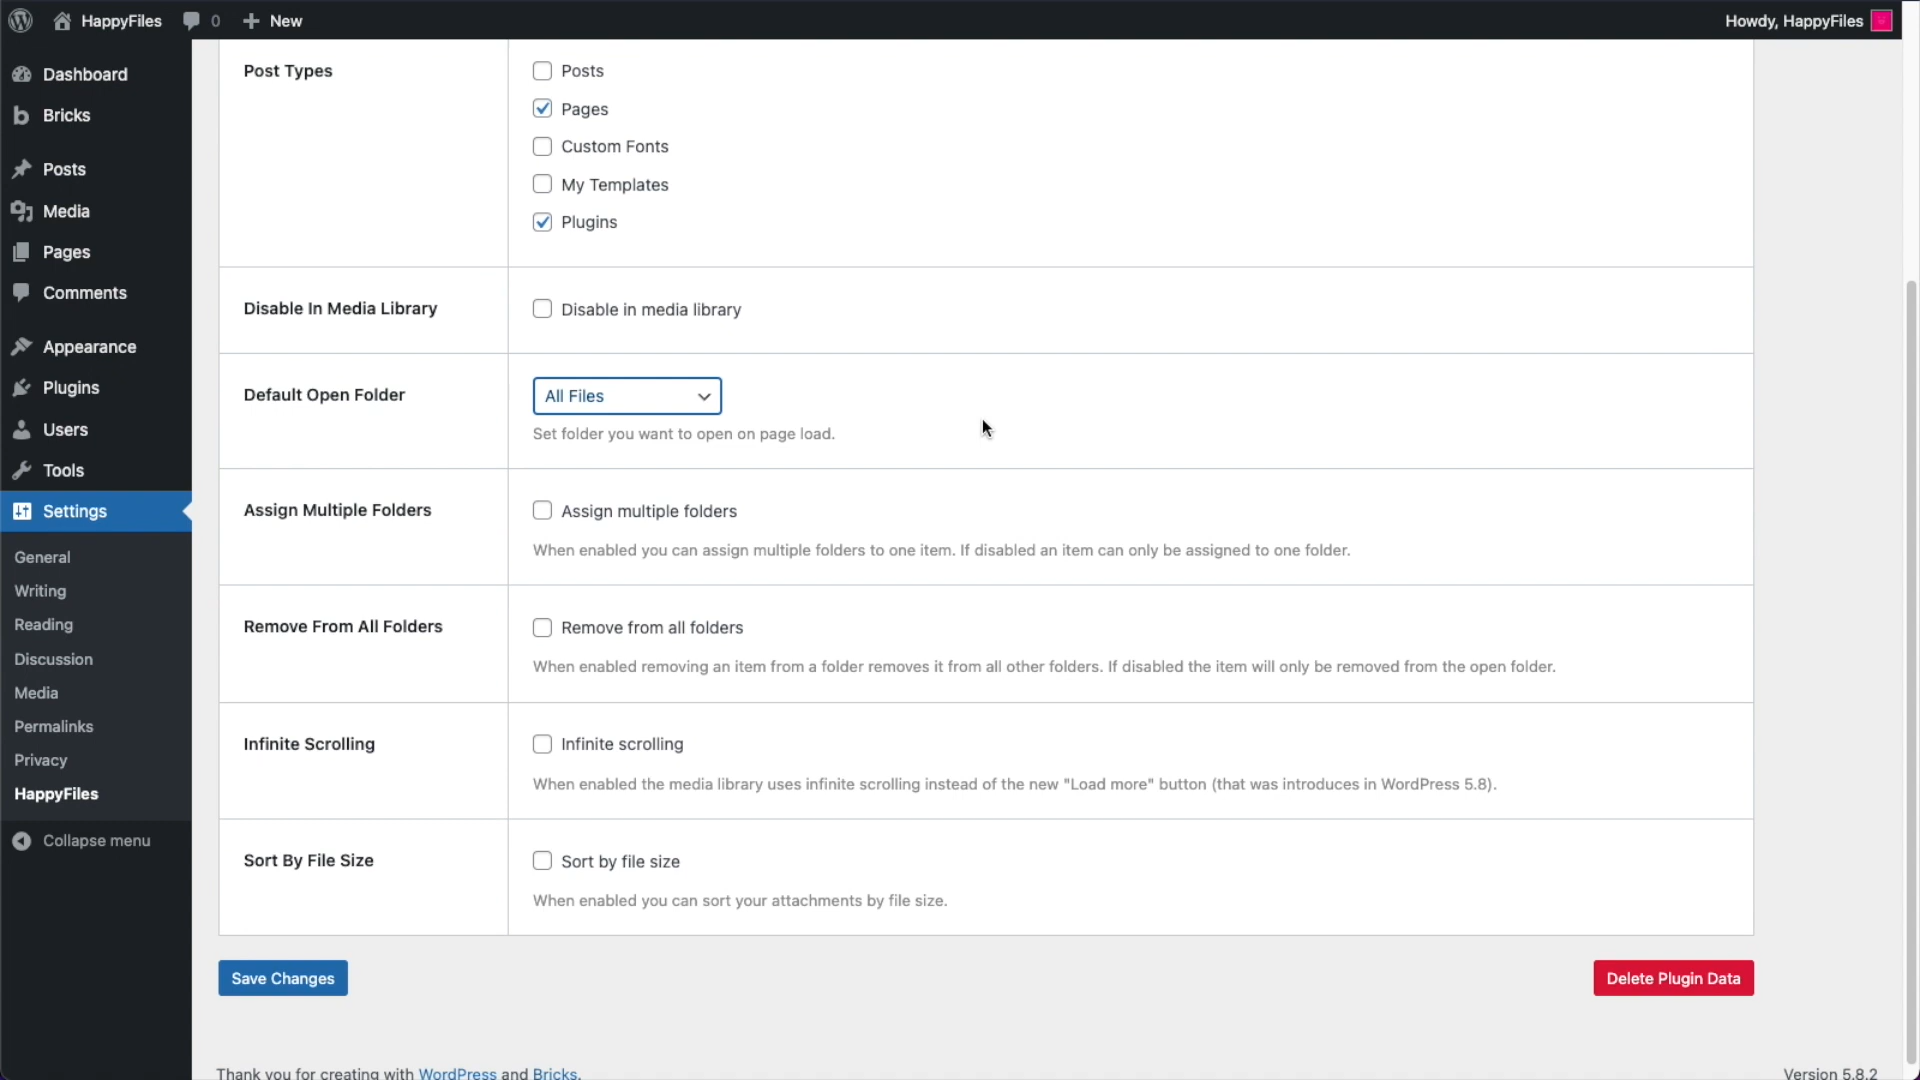 HappyFiles 0 New Howdy, HappyFiles
Dashboard
Bricks
Posts
Media
Pages
Comments
Appearance
Plugins
Users
Tools
Settings
General
Writing
Reading
Discussion
Media
Permalinks
Privacy
HappyFiles
Collapse menu
Post Types
Posts
Pages
Custom Fonts
My Templates
Plugins
Disable In Media Library
Disable in media library
Default Open Folder
All Files
Set folder you want to open on page load.
Assign Multiple Folders
Assign multiple folders
When enabled you can assign multiple folders to one item. If disabled an item can only be assigned to one folder.
Remove From All Folders
Remove from all folders
When enabled removing an item from a folder removes it from all other folders. If disabled the item will only be removed from the open folder.
Infinite Scrolling
Infinite scrolling
When enabled the media library uses infinite scrolling instead of the new "Load more" button (that was introduces in WordPress 5.8).
Sort By File Size
Sort by file size
When enabled you can sort your attachments by file size.
Save Changes
Delete Plugin Data
Thank you for creating with WordPress and Bricks.
Version 5.8.2